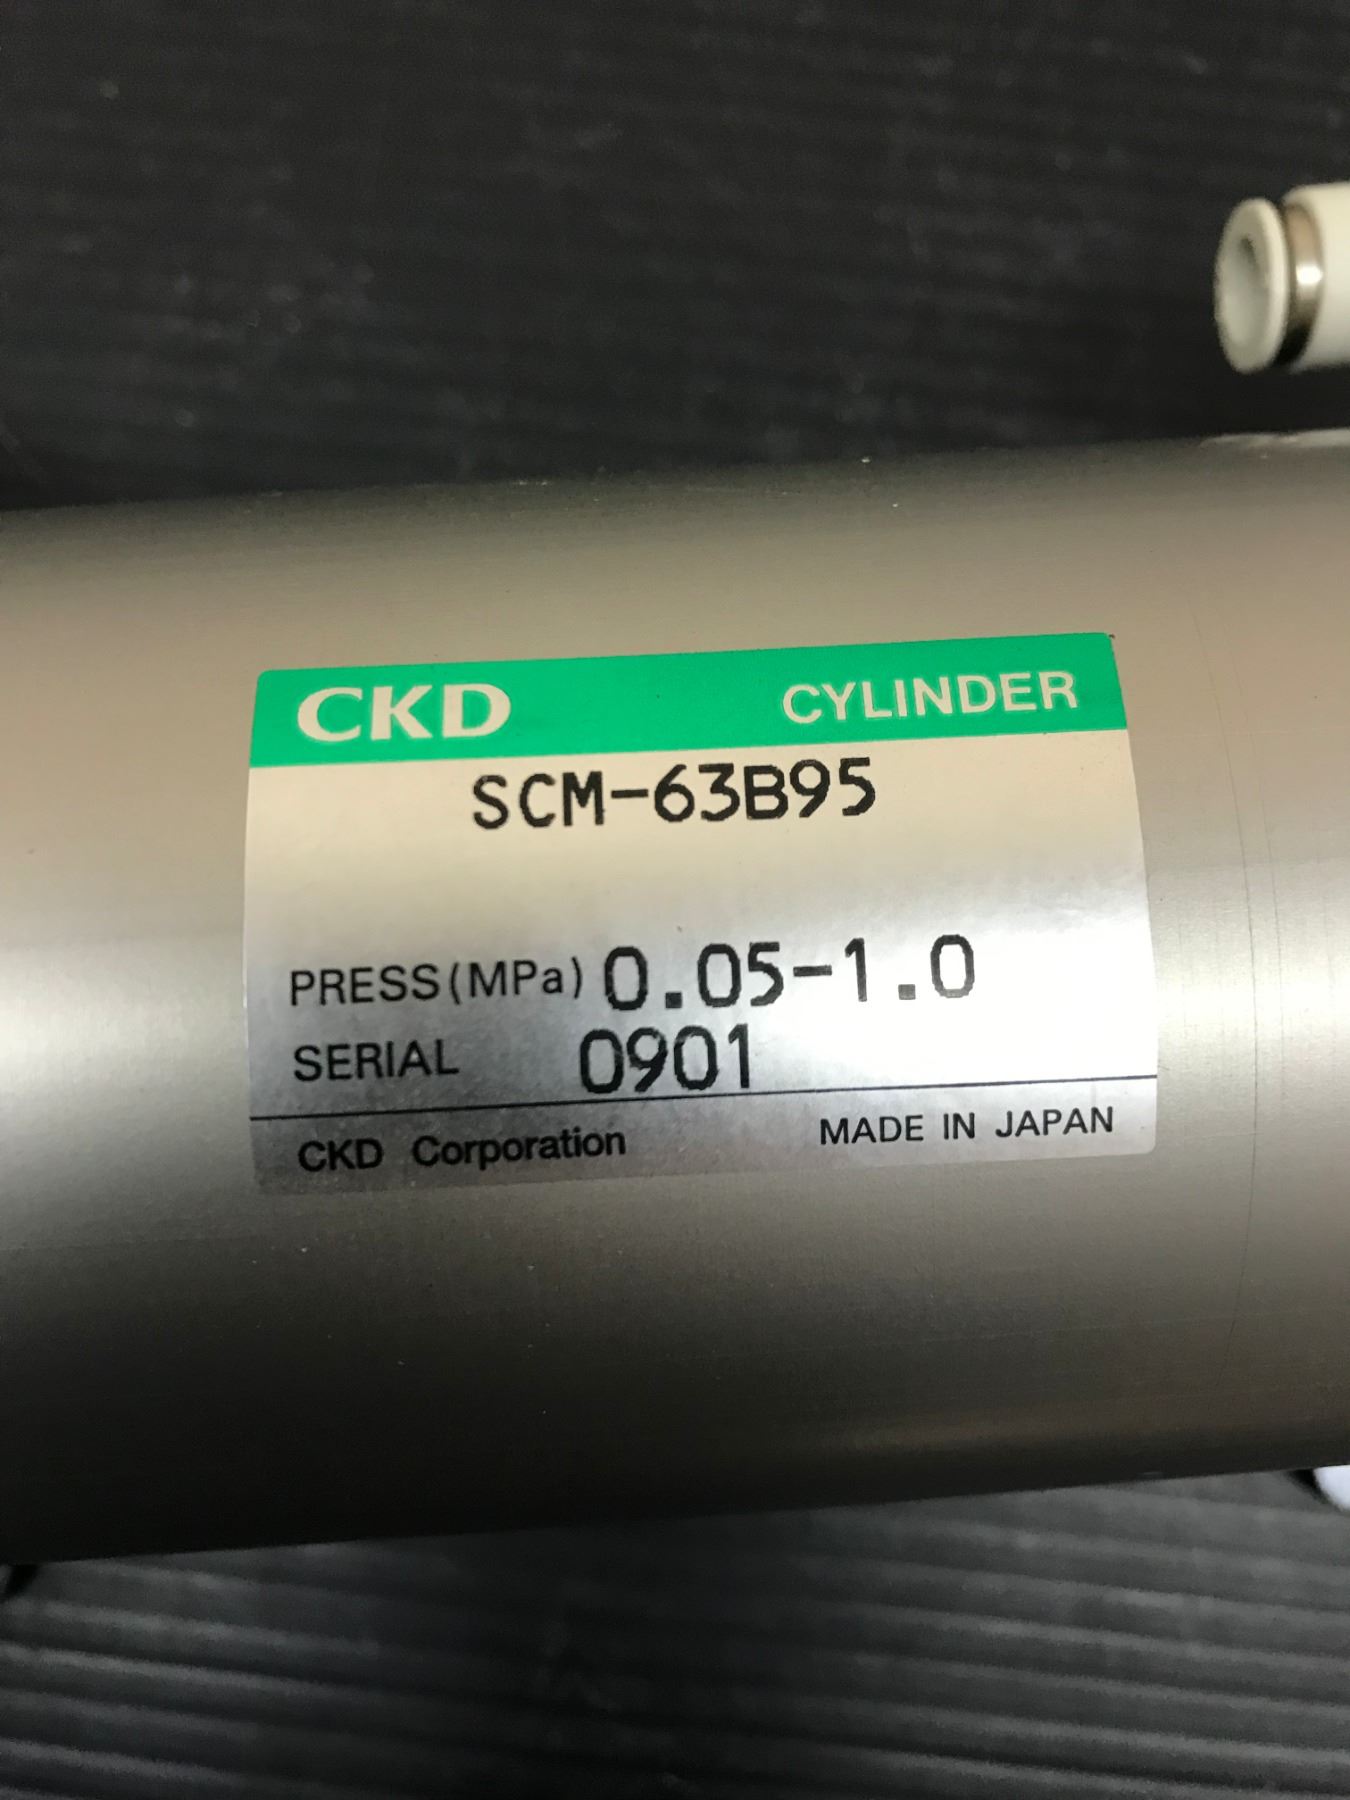 CKD CYLINDER
SCM-63B95
PRESS(MPa) 0.05-1.0
SERIAL 0901
CKD Corporation MADE IN JAPAN